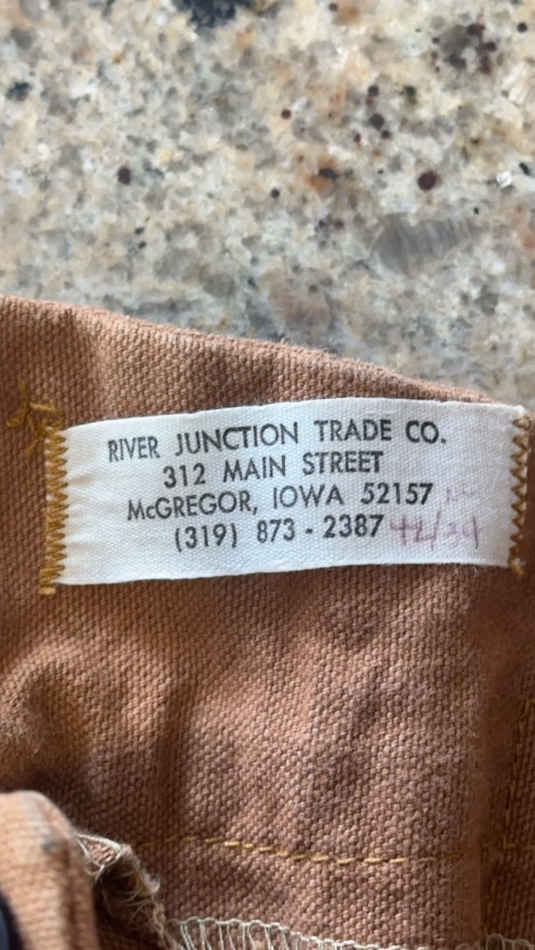 RIVER JUNCTION TRADE CO.
312 MAIN STREET
McGREGOR, IOWA 52157
(319) 873 - 2387